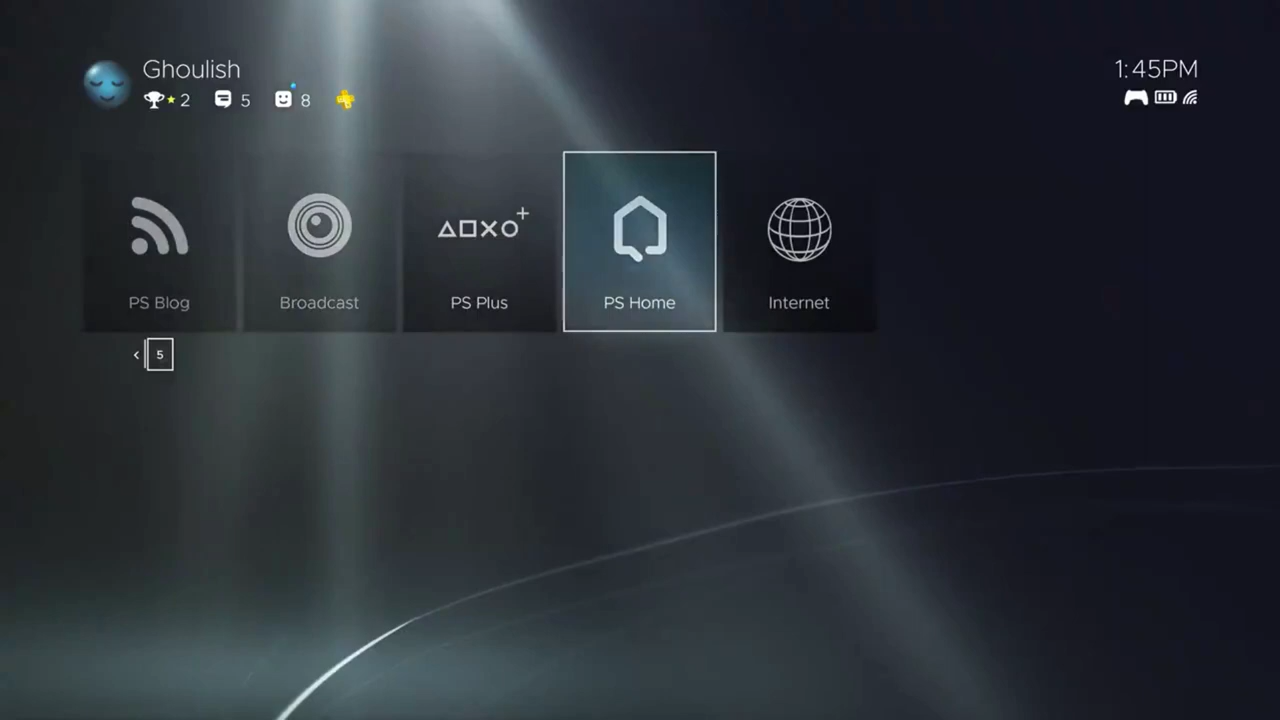 Ghoulish
2 5 8
1:45PM
PS Blog
Broadcast
PS Plus
PS Home
Internet
5